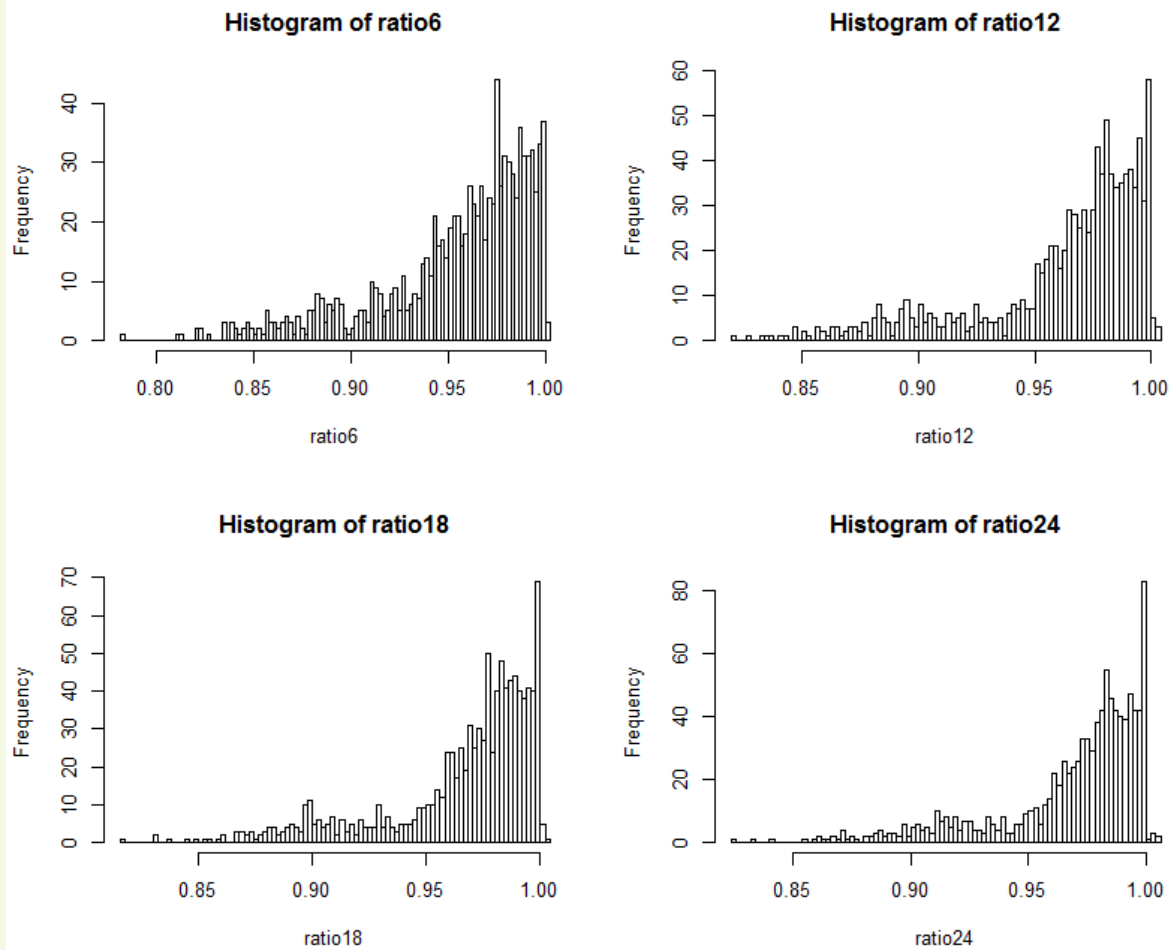 Histogram of ratio6
Frequency
0 10 20 30 40
0.80 0.85 0.90 0.95 1.00
ratio6
Histogram of ratio12
Frequency
0 10 20 30 40 50 60
0.85 0.90 0.95 1.00
ratio12
Histogram of ratio18
Frequency
0 10 20 30 40 50 60 70
0.85 0.90 0.95 1.00
ratio18
Histogram of ratio24
Frequency
0 20 40 60 80
0.85 0.90 0.95 1.00
ratio24